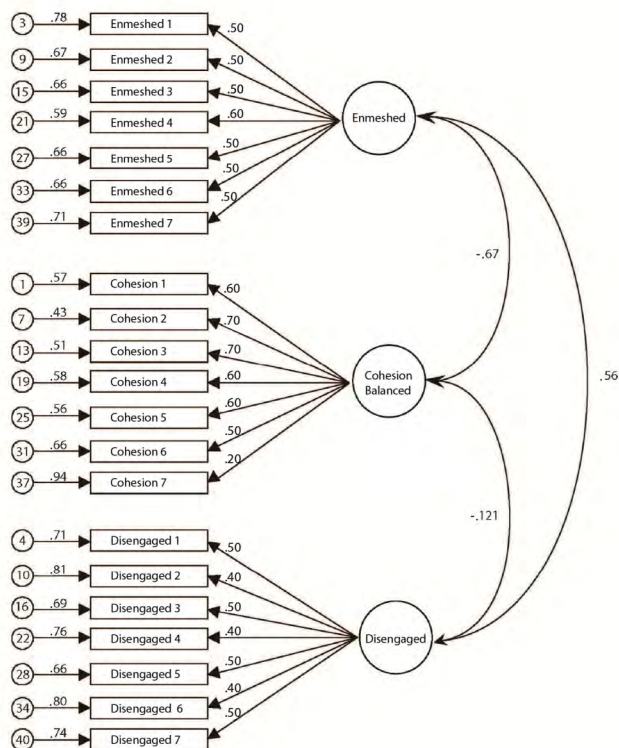 3 .78 Enmeshed 1 .50
9 .67 Enmeshed 2 .50
15 .66 Enmeshed 3 .50
21 .59 Enmeshed 4 .60
27 .66 Enmeshed 5 .50
33 .66 Enmeshed 6 .50
39 .71 Enmeshed 7 .50
Enmeshed
-.67
.56
1 .57 Cohesion 1 .60
7 .43 Cohesion 2 .70
13 .51 Cohesion 3 .70
19 .58 Cohesion 4 .60
25 .56 Cohesion 5 .60
31 .66 Cohesion 6 .50
37 .94 Cohesion 7 .20
Cohesion
Balanced
-.121
4 .71 Disengaged 1 .50
10 .81 Disengaged 2 .40
16 .69 Disengaged 3 .50
22 .76 Disengaged 4 .40
28 .66 Disengaged 5 .50
34 .80 Disengaged 6 .40
40 .74 Disengaged 7 .50
Disengaged